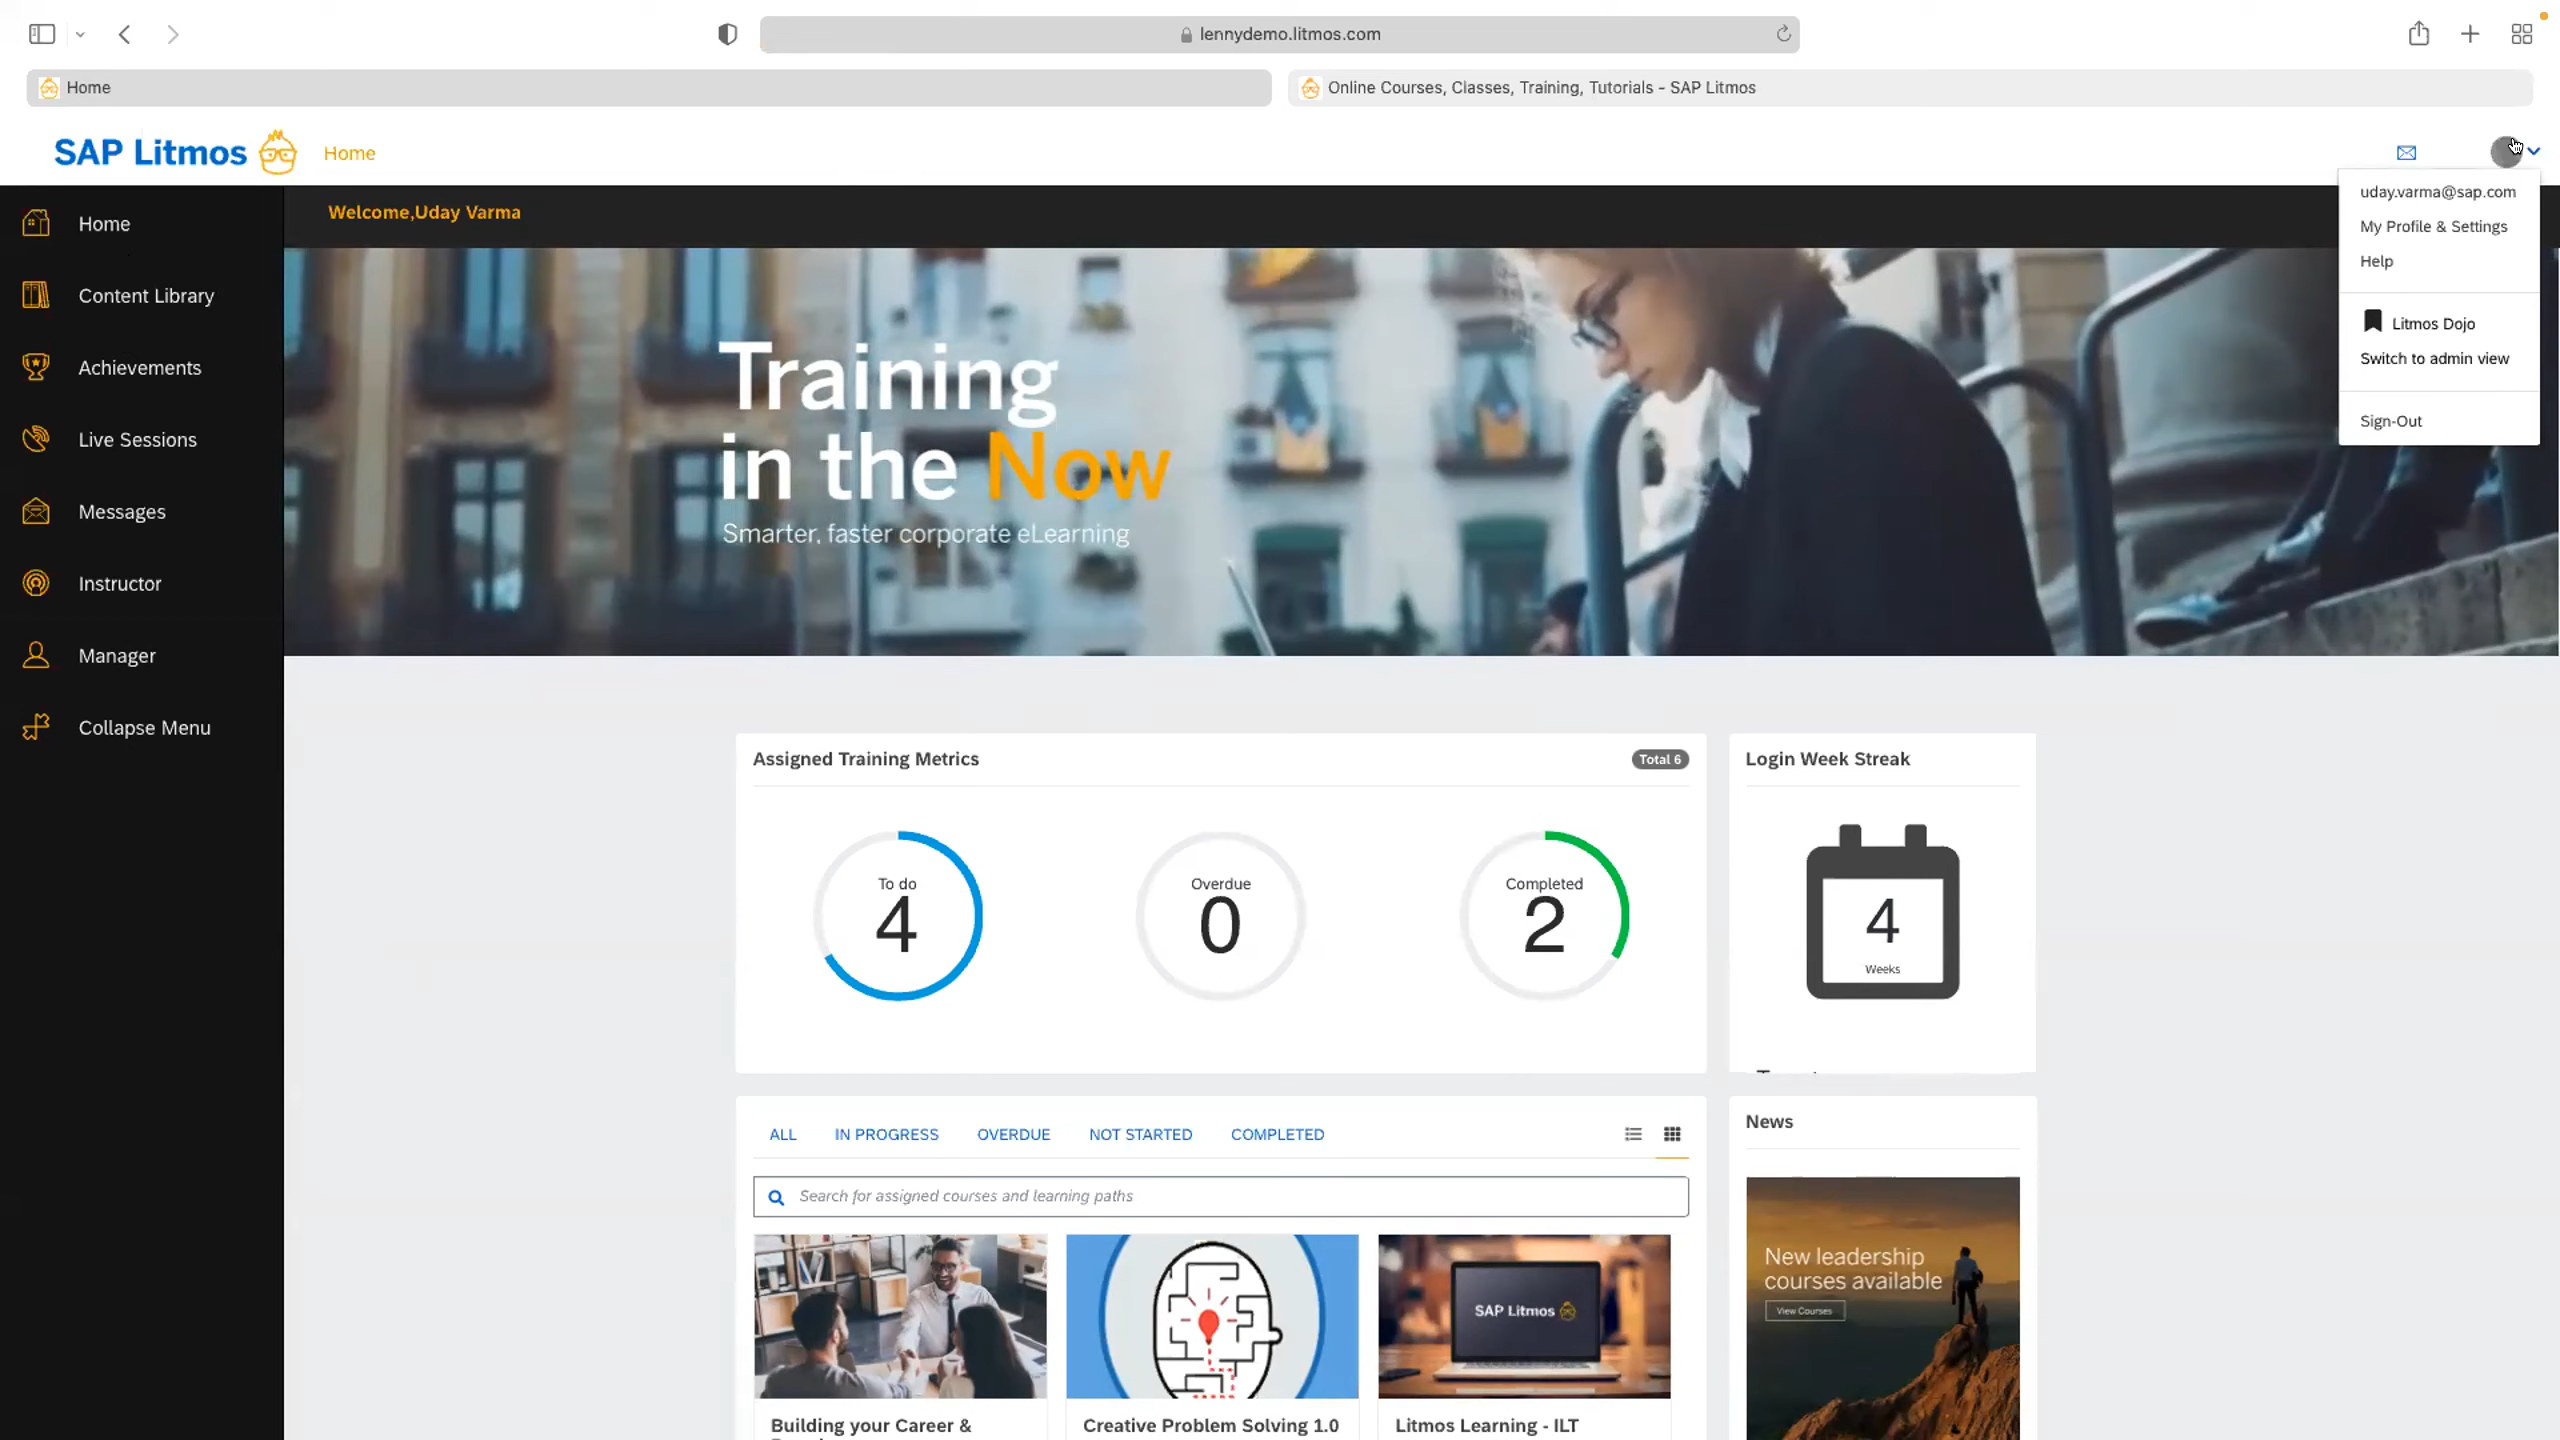 lennydemo.litmos.com
Home
Online Courses, Classes, Training, Tutorials - SAP Litmos
SAP Litmos
Home
uday.varma@sap.com
My Profile & Settings
Help
Litmos Dojo
Switch to admin view
Sign-Out
Home
Content Library
Achievements
Live Sessions
Messages
Instructor
Manager
Collapse Menu
Welcome,Uday Varma
Training
in the Now
Smarter, faster corporate eLearning
Assigned Training Metrics
Total 6
To do
4
Overdue
0
Completed
2
Login Week Streak
4
Weeks
ALL IN PROGRESS OVERDUE NOT STARTED COMPLETED
Search for assigned courses and learning paths
SAP Litmos
Building your Career &
Creative Problem Solving 1.0
Litmos Learning - ILT
News
New leadership
courses available
View Courses